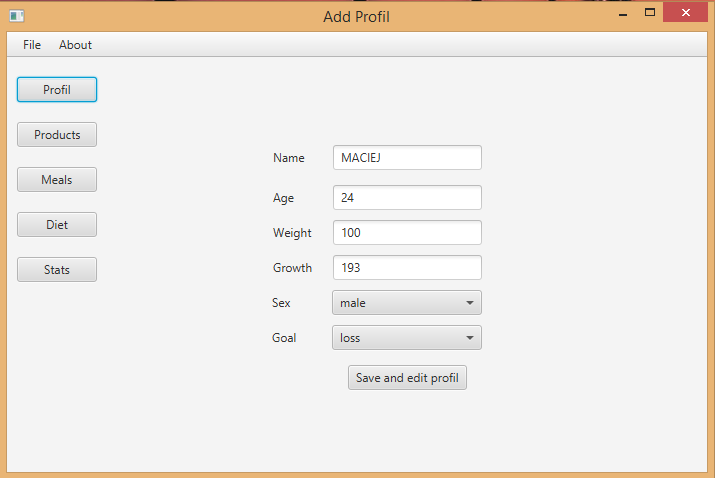 Add Profil
File About
Profil
Products
Meals
Diet
Stats
Name MACIEJ
Age 24
Weight 100
Growth 193
Sex male
Goal loss
Save and edit profil